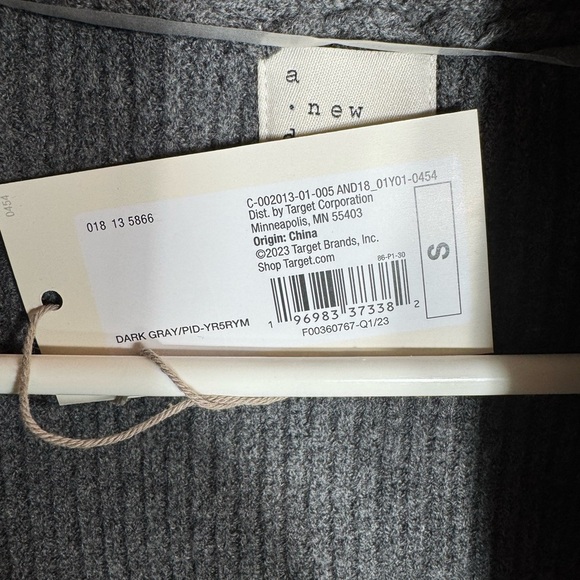 a
new
d
0454
018 13 5866
C-002013-01-005 AND18_01Y01-0454
Dist. by Target Corporation
Minneapolis, MN 55403
Origin: China
©2023 Target Brands, Inc.
Shop Target.com
86-P1-30
S
1 96983 37338 2
DARK GRAY/PID-YR5RYM
F00360767-Q1/23